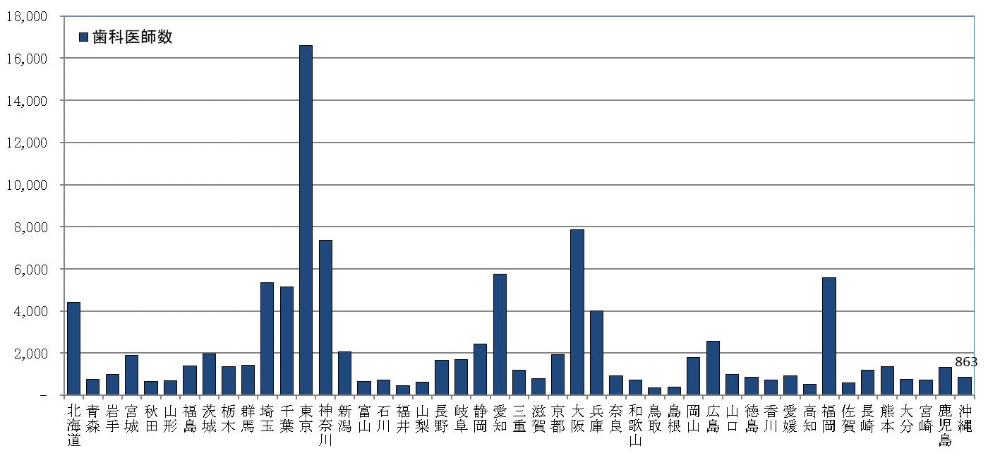 18,000
16,000
14,000
12,000
10,000
8,000
6,000
4,000
2,000
-
歯科医師数
863
北海道
青森
岩手
宮城
秋田
山形
福島
茨城
栃木
群馬
埼玉
千葉
東京
神奈川
新潟
富山
石川
福井
山梨
長野
岐阜
静岡
愛知
三重
滋賀
京都
大阪
兵庫
奈良
和歌山
鳥取
島根
岡山
広島
山口
徳島
香川
愛媛
高知
福岡
佐賀
長崎
熊本
大分
宮崎
鹿児島
沖縄